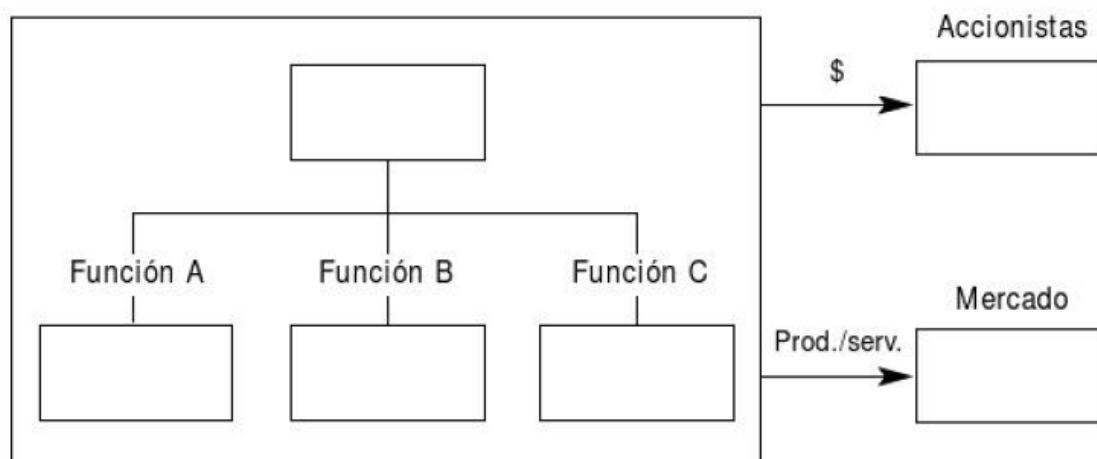 Accionistas
$
Función A
Función B
Función C
Mercado
Prod./serv.